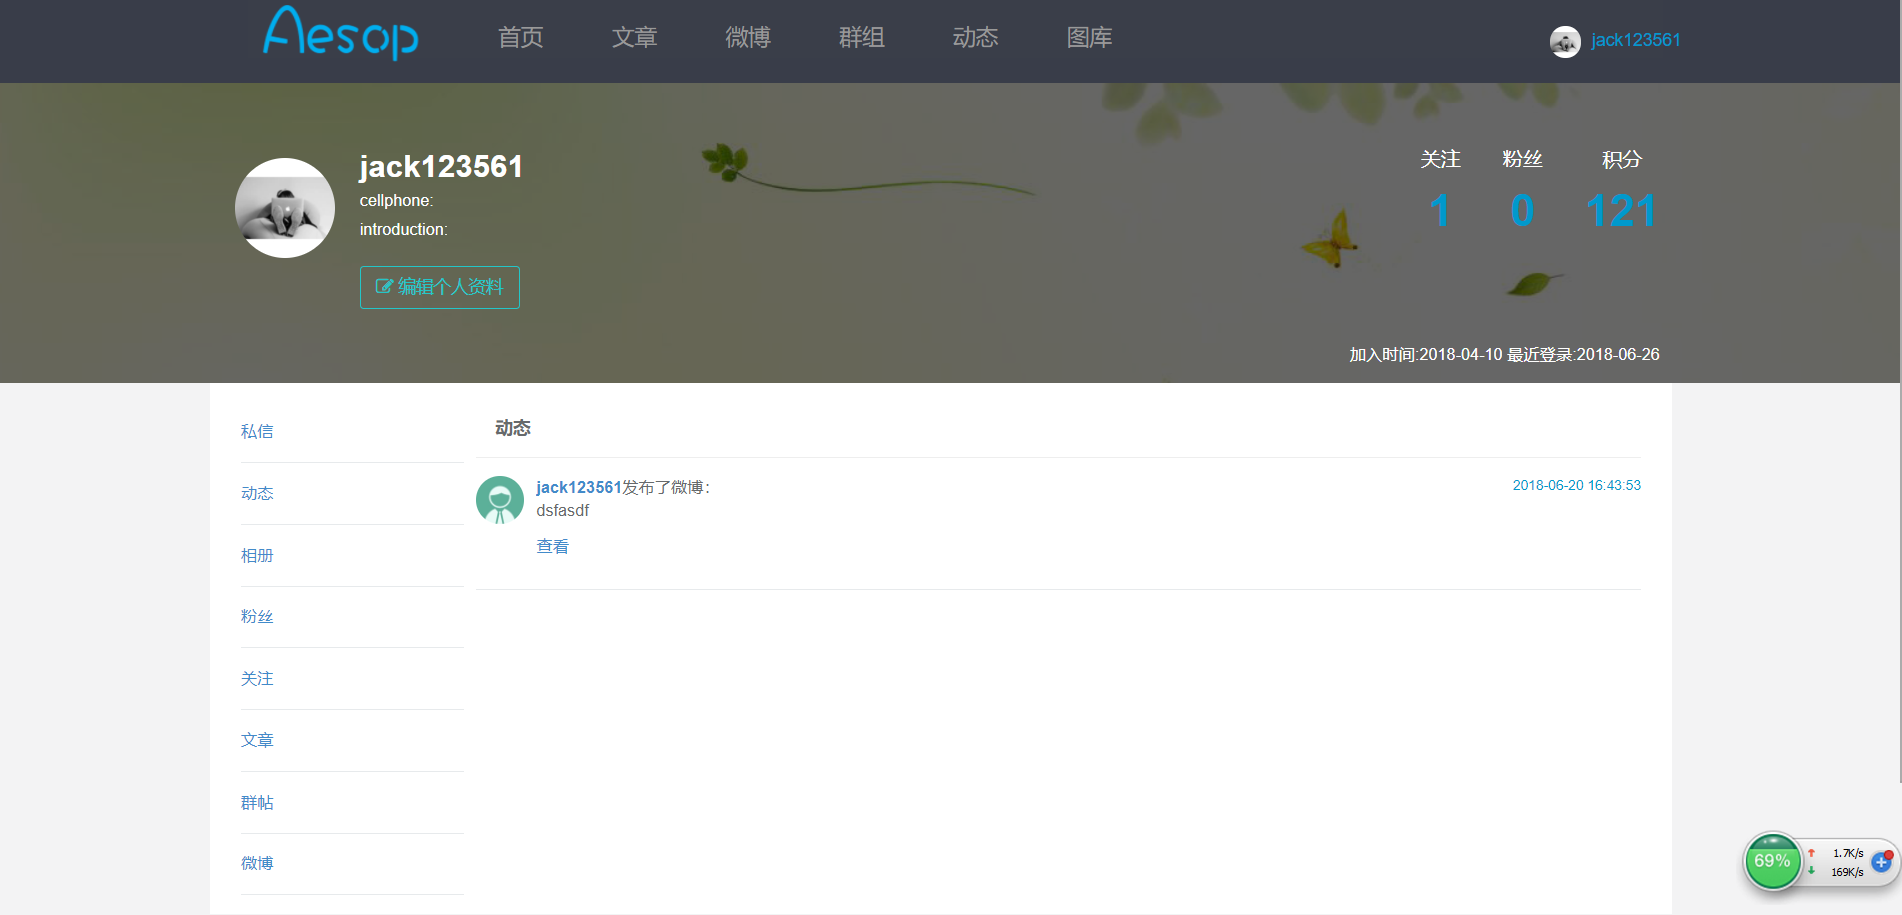 Aesop 首页 文章 微博 群组 动态 图库 jack123561
jack123561
cellphone:
introduction:
编辑个人资料
关注 粉丝 积分
1 0 121
加入时间:2018-04-10 最近登录:2018-06-26
私信
动态
相册
粉丝
关注
文章
群帖
微博
动态
jack123561发布了微博: 2018-06-20 16:43:53
dsfasdf
查看
69% 1.7K/s
169K/s